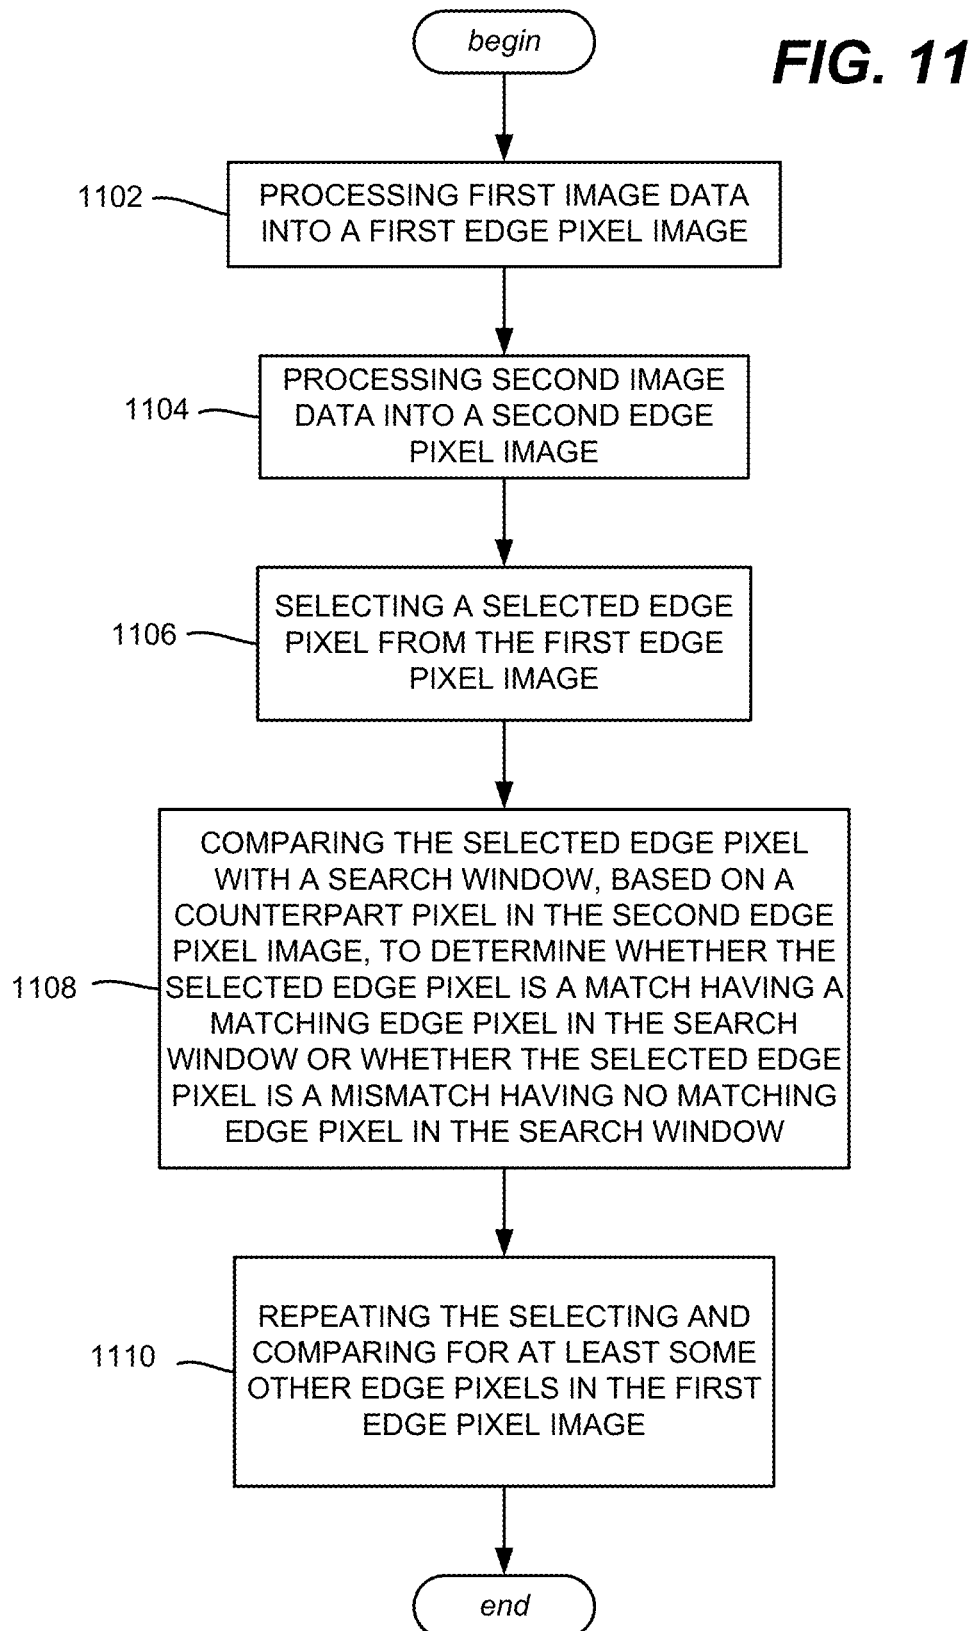 begin
FIG. 11
1102
PROCESSING FIRST IMAGE DATA
INTO A FIRST EDGE PIXEL IMAGE
1104
PROCESSING SECOND IMAGE
DATA INTO A SECOND EDGE
PIXEL IMAGE
1106
SELECTING A SELECTED EDGE
PIXEL FROM THE FIRST EDGE
PIXEL IMAGE
1108
COMPARING THE SELECTED EDGE PIXEL
WITH A SEARCH WINDOW, BASED ON A
COUNTERPART PIXEL IN THE SECOND EDGE
PIXEL IMAGE, TO DETERMINE WHETHER THE
SELECTED EDGE PIXEL IS A MATCH HAVING A
MATCHING EDGE PIXEL IN THE SEARCH
WINDOW OR WHETHER THE SELECTED EDGE
PIXEL IS A MISMATCH HAVING NO MATCHING
EDGE PIXEL IN THE SEARCH WINDOW
1110
REPEATING THE SELECTING AND
COMPARING FOR AT LEAST SOME
OTHER EDGE PIXELS IN THE FIRST
EDGE PIXEL IMAGE
end